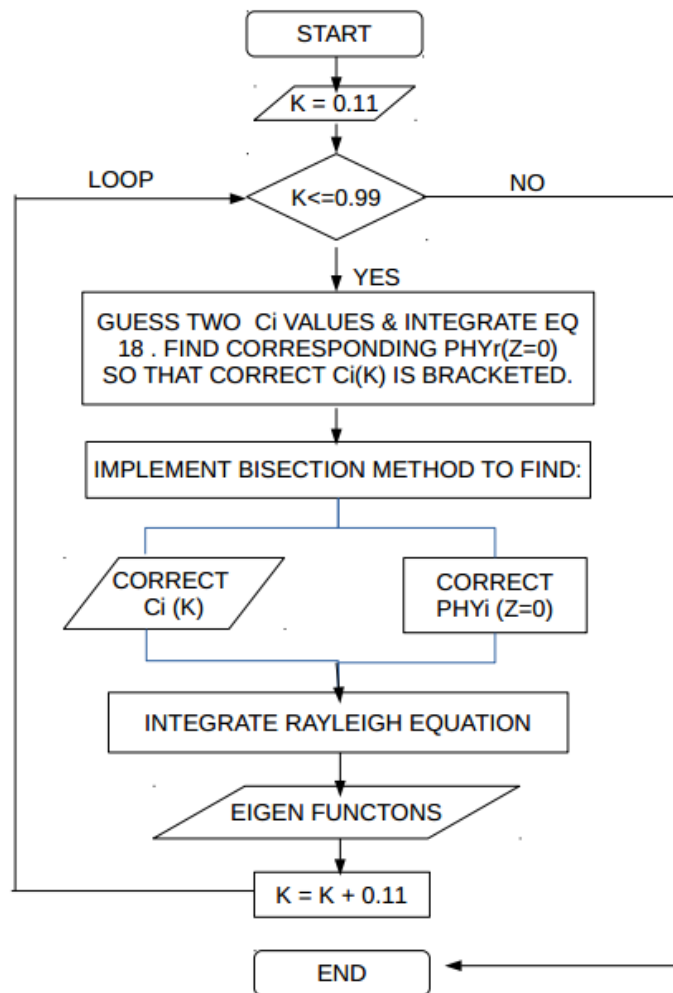 START
K = 0.11
LOOP
K<=0.99
NO
YES
GUESS TWO Ci VALUES & INTEGRATE EQ
18 . FIND CORRESPONDING PHYr(Z=0)
SO THAT CORRECT Ci(K) IS BRACKETED.
IMPLEMENT BISECTION METHOD TO FIND:
CORRECT
Ci (K)
CORRECT
PHYi (Z=0)
INTEGRATE RAYLEIGH EQUATION
EIGEN FUNCTONS
K = K + 0.11
END